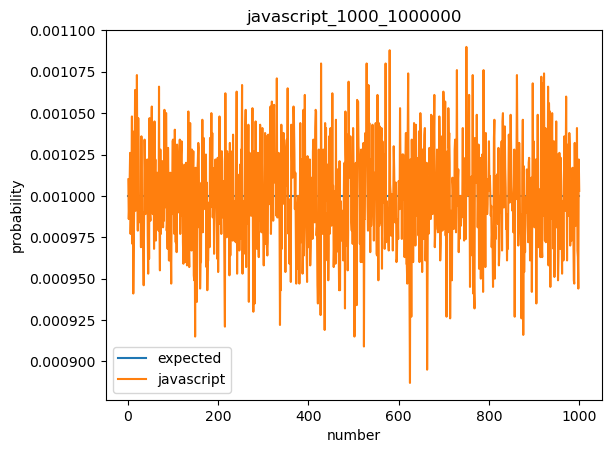 javascript_1000_1000000
0.001100
0.001075
0.001050
0.001025
0.001000
0.000975
0.000950
0.000925
0.000900
probability
expected
javascript
0 200 400 600 800 1000
number